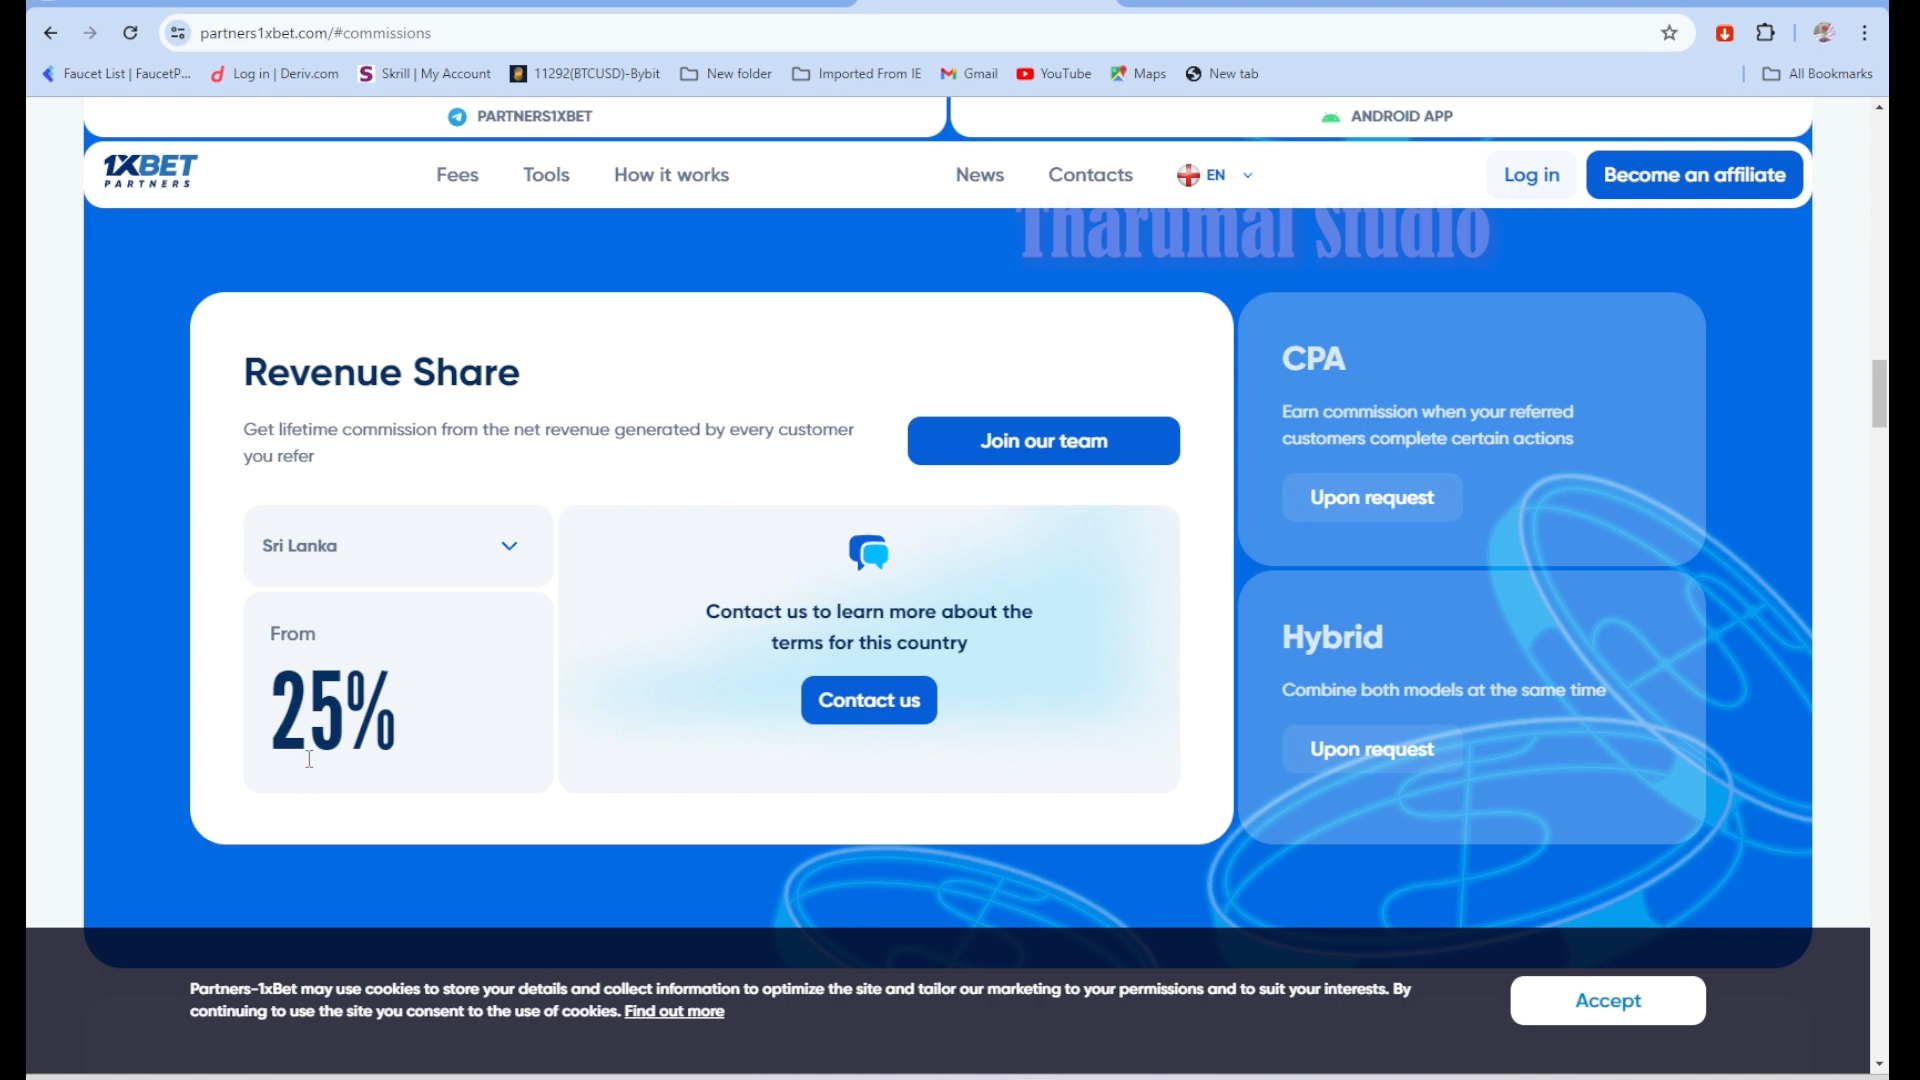 partners1xbet.com/#commissions
Faucet List | FaucetP...
Log in | Deriv.com
Skrill | My Account
11292(BTCUSD)-Bybit
New folder
Imported From IE
Gmail
YouTube
Maps
New tab
All Bookmarks
PARTNERS1XBET
ANDROID APP
1XBET
PARTNERS
Fees
Tools
How it works
News
Contacts
EN
Log in
Become an affiliate
Tharumal Studio
Revenue Share
Get lifetime commission from the net revenue generated by every customer
you refer
Join our team
Sri Lanka
From
25%
Contact us to learn more about the
terms for this country
Contact us
CPA
Earn commission when your referred
customers complete certain actions
Upon request
Hybrid
Combine both models at the same time
Upon request
Partners-1xBet may use cookies to store your details and collect information to optimize the site and tailor our marketing to your permissions and to suit your interests. By
continuing to use the site you consent to the use of cookies. Find out more
Accept